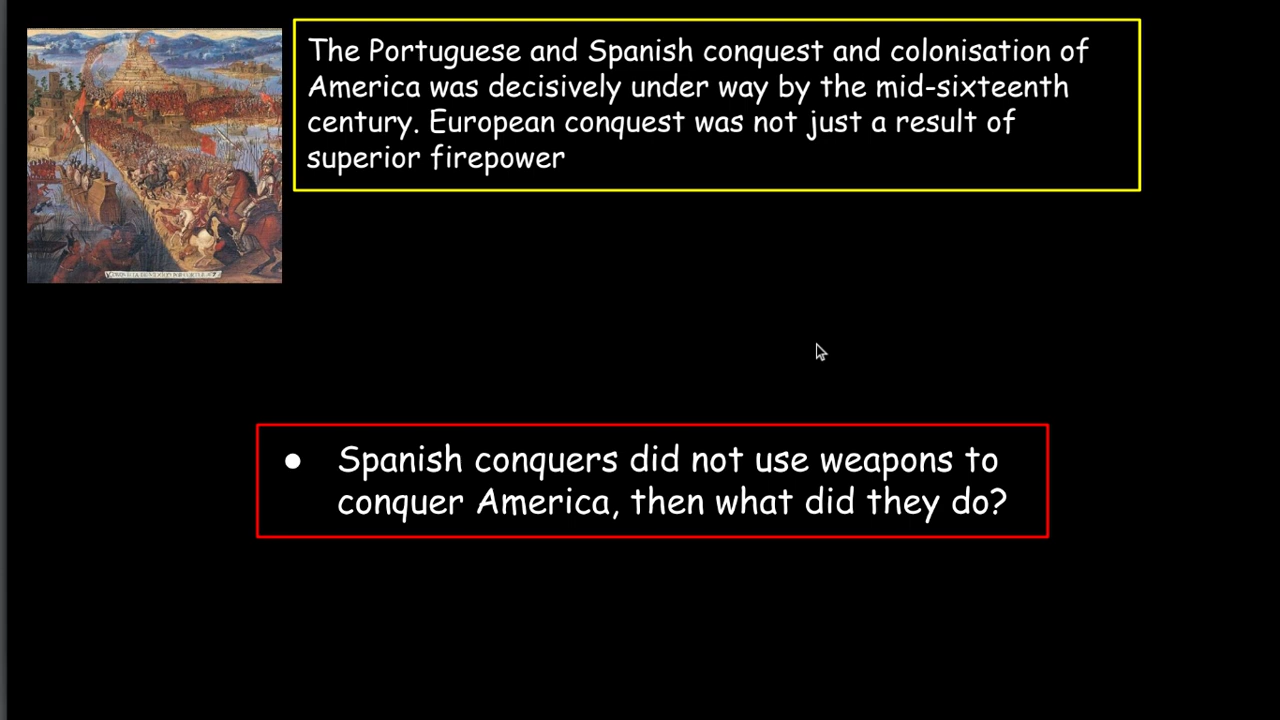 The Portuguese and Spanish conquest and colonisation of
America was decisively under way by the mid-sixteenth
century. European conquest was not just a result of
superior firepower
● Spanish conquers did not use weapons to
conquer America, then what did they do?